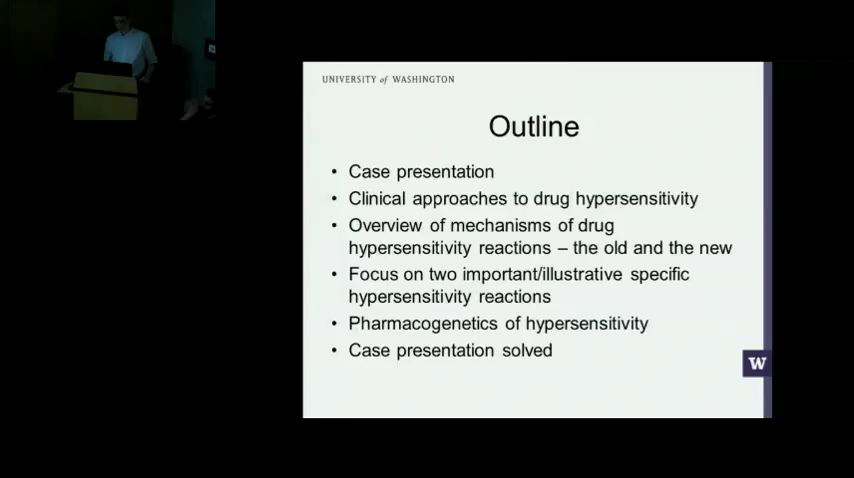 UNIVERSITY of WASHINGTON
Outline
• Case presentation
• Clinical approaches to drug hypersensitivity
• Overview of mechanisms of drug
hypersensitivity reactions – the old and the new
• Focus on two important/illustrative specific
hypersensitivity reactions
• Pharmacogenetics of hypersensitivity
• Case presentation solved
W